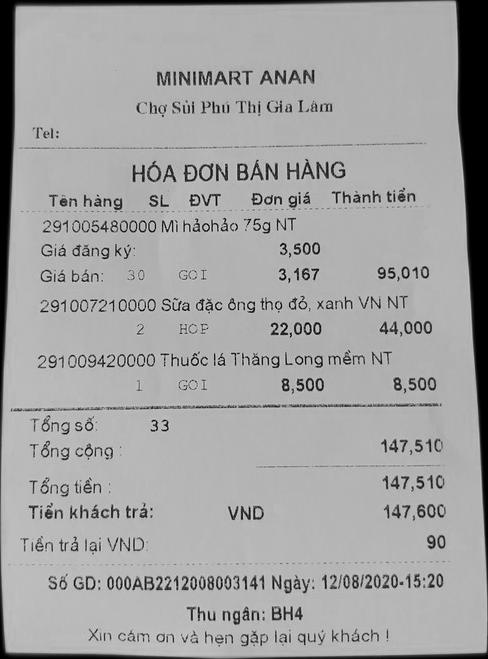 MINIMART ANAN
Chợ Sủi Phú Thị Gia Lâm
Tel:
HÓA ĐƠN BÁN HÀNG
Tên hàng SL ĐVT Đơn giá Thành tiền
291005480000 Mì hảohảo 75g NT
Giá đăng ký: 3,500
Giá bán: 30 GOI 3,167 95,010
291007210000 Sữa đặc ông thọ đỏ, xanh VN NT
2 HOP 22,000 44,000
291009420000 Thuốc lá Thăng Long mềm NT
1 GOI 8,500 8,500
Tổng số: 33
Tổng cộng : 147,510
Tổng tiền : 147,510
Tiền khách trả: VND 147,600
Tiền trả lại VND: 90
Số GD: 000AB2212008003141 Ngày: 12/08/2020-15:20
Thu ngân: BH4
Xin cảm ơn và hẹn gặp lại quý khách !